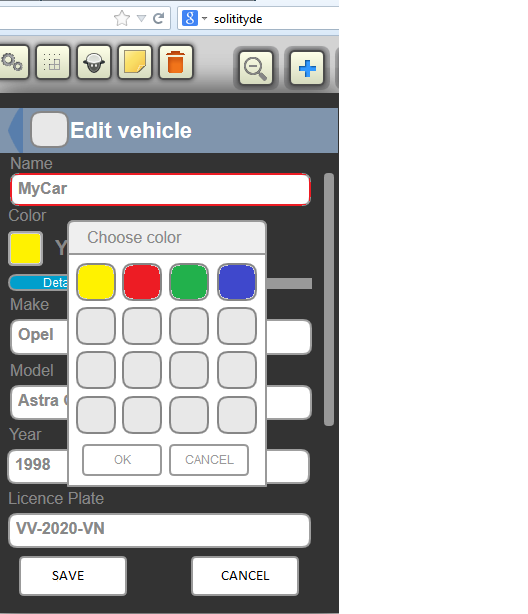 8 solitityde
Edit vehicle
Name
MyCar
Color
Y
Choose color
Deta
Make
Opel
Model
Astra
Year
1998
OK CANCEL
Licence Plate
VV-2020-VN
SAVE CANCEL